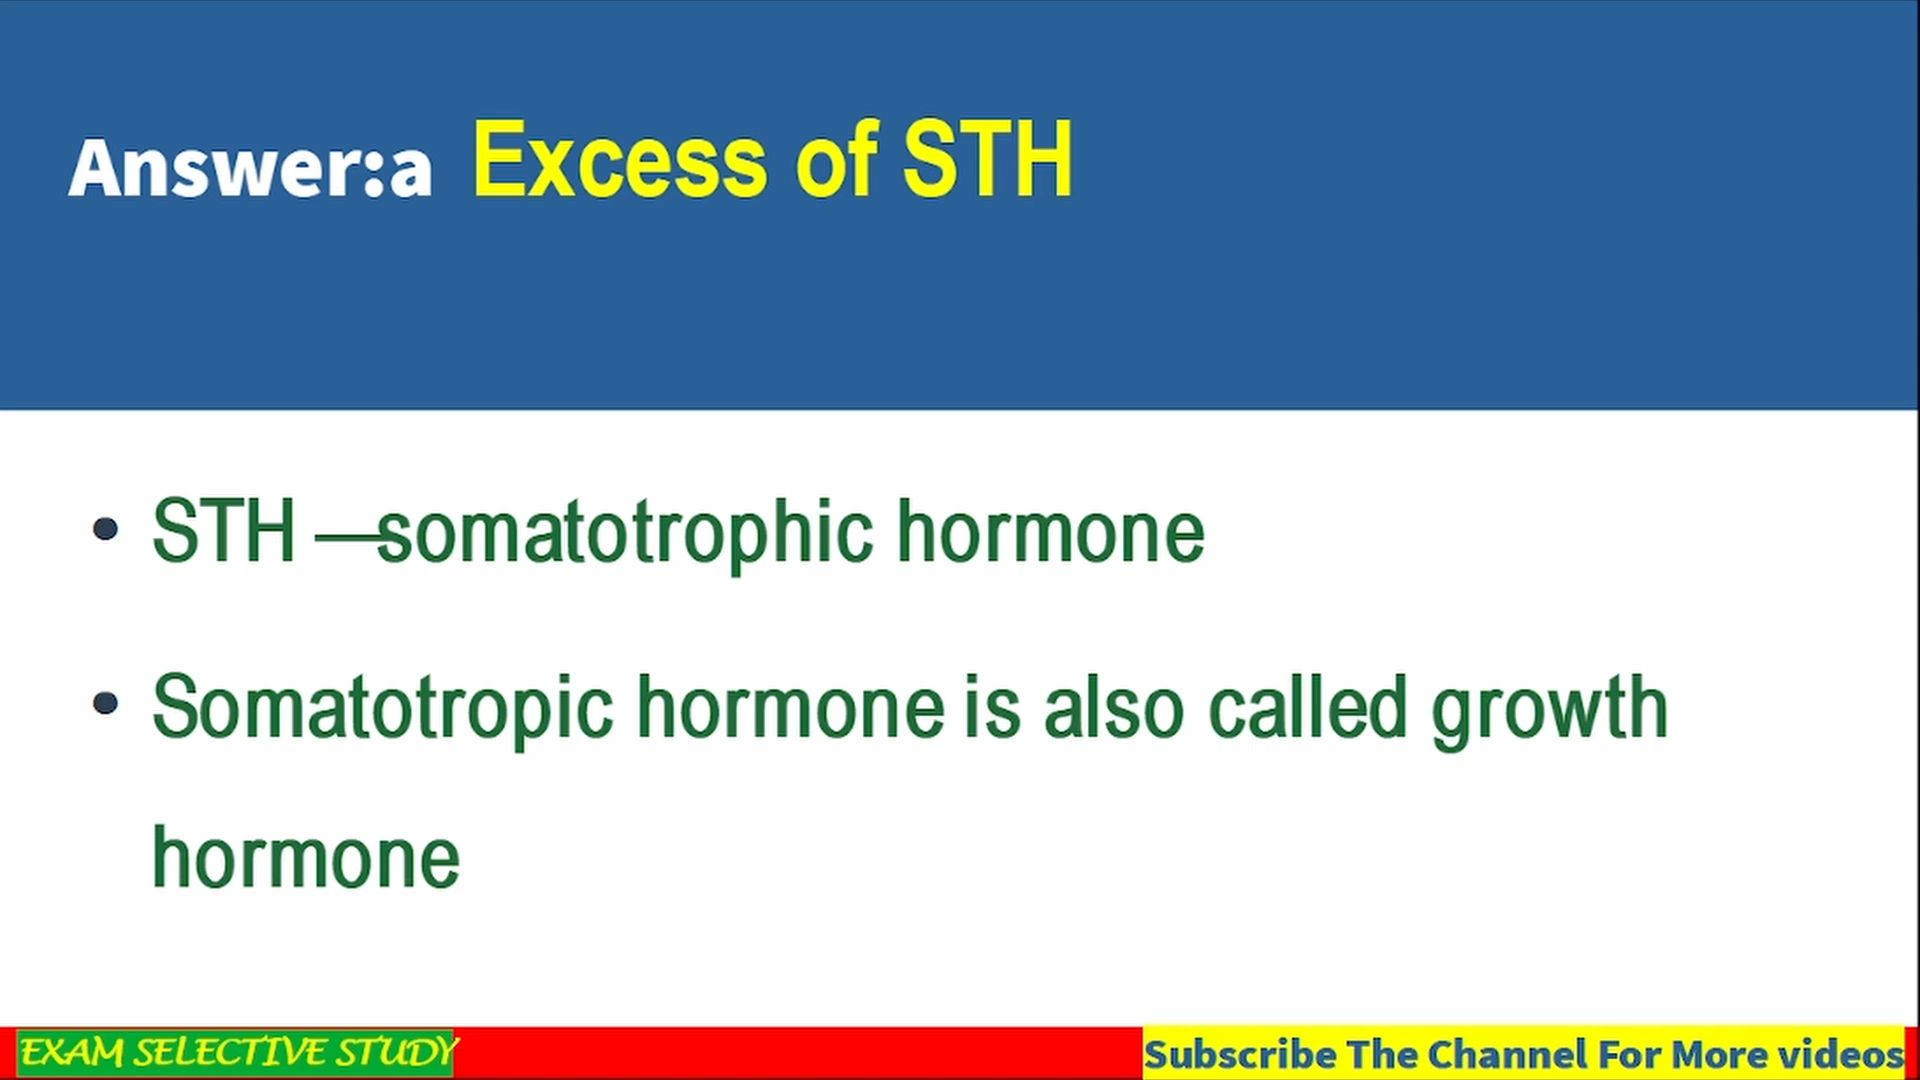 Answer:a Excess of STH
• STH —somatotrophic hormone
• Somatotropic hormone is also called growth
hormone
EXAM SELECTIVE STUDY
Subscribe The Channel For More videos